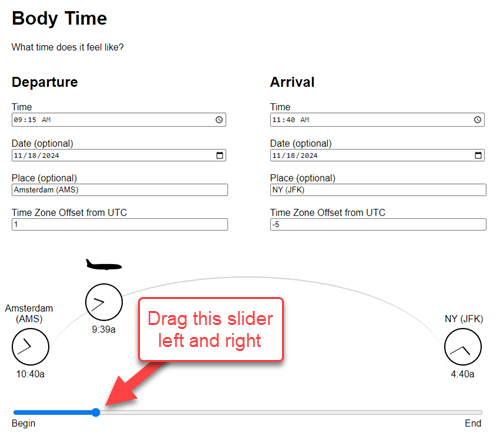 Body Time
What time does it feel like?
Departure
Time
09:15 AM
Date (optional)
11/18/2024
Place (optional)
Amsterdam (AMS)
Time Zone Offset from UTC
1
Arrival
Time
11:40 AM
Date (optional)
11/18/2024
Place (optional)
NY (JFK)
Time Zone Offset from UTC
-5
Amsterdam
(AMS)
10:40a
9:39a
Drag this slider
left and right
NY (JFK)
4:40a
Begin
End